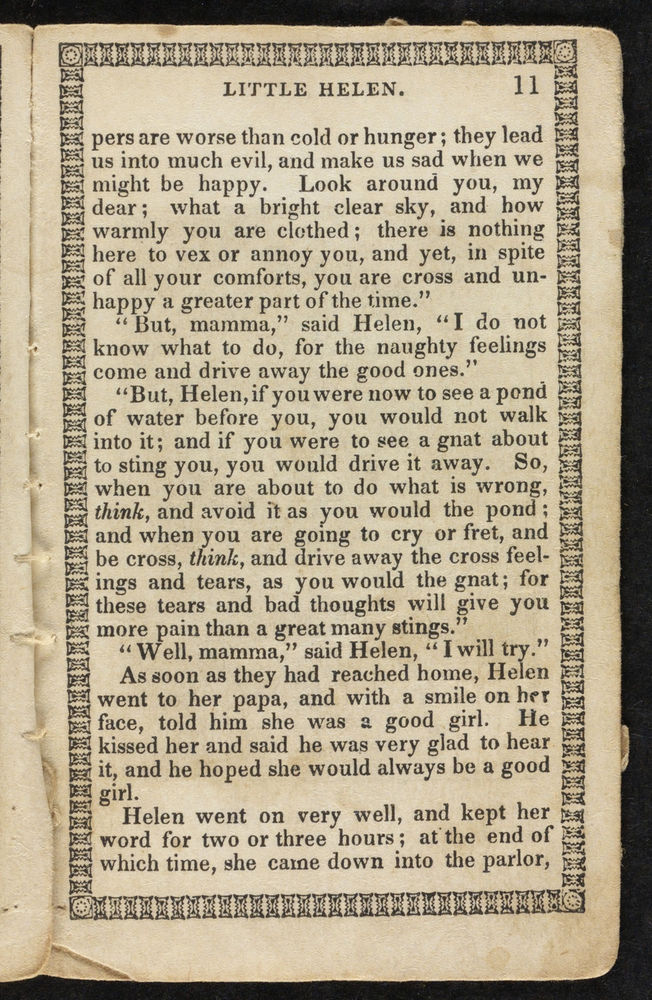 LITTLE HELEN. 11
pers are worse than cold or hunger; they lead
us into much evil, and make us sad when we
might be happy. Look around you, my
dear; what a bright clear sky, and how
warmly you are clothed; there is nothing
here to vex or annoy you, and yet, in spite
of all your comforts, you are cross and un-
happy a greater part of the time."
"But, mamma," said Helen, "I do not
know what to do, for the naughty feelings
come and drive away the good ones."
"But, Helen, if you were now to see a pond
of water before you, you would not walk
into it; and if you were to see a gnat about
to sting you, you would drive it away. So,
when you are about to do what is wrong,
think, and avoid it as you would the pond;
and when you are going to cry or fret, and
be cross, think, and drive away the cross feel-
ings and tears, as you would the gnat; for
these tears and bad thoughts will give you
more pain than a great many stings."
"Well, mamma," said Helen, "I will try."
As soon as they had reached home, Helen
went to her papa, and with a smile on her
face, told him she was a good girl. He
kissed her and said he was very glad to hear
it, and he hoped she would always be a good
girl.
Helen went on very well, and kept her
word for two or three hours; at the end of
which time, she came down into the parlor,